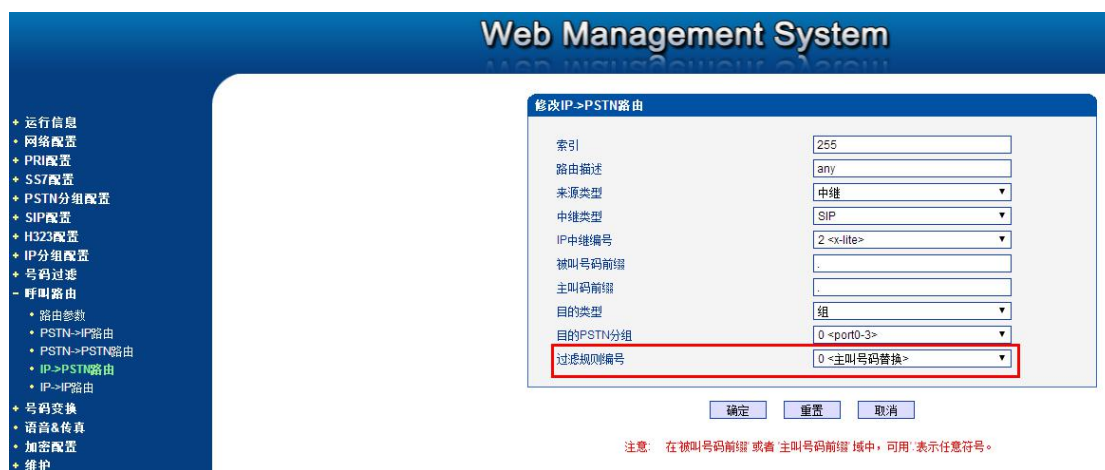 Web Management System
+ 运行信息
• 网络配置
+ PRI配置
+ SS7配置
+ PSTN分组配置
+ SIP配置
+ H323配置
+ IP分组配置
+ 号码过滤
- 呼叫路由
• 路由参数
• PSTN->IP路由
• PSTN->PSTN路由
• IP->PSTN路由
• IP->IP路由
+ 号码变换
• 语音&传真
• 加密配置
+ 维护
修改IP->PSTN路由
索引 255
路由描述 any
来源类型 中继
中继类型 SIP
IP中继编号 2 <x-lite>
被叫号码前缀 .
主叫码前缀 .
目的类型 组
目的PSTN分组 0 <port0-3>
过滤规则编号 0 <主叫号码替换>
确定 重置 取消
注意: 在'被叫号码前缀'或者'主叫号码前缀'域中，可用'.'表示任意符号。